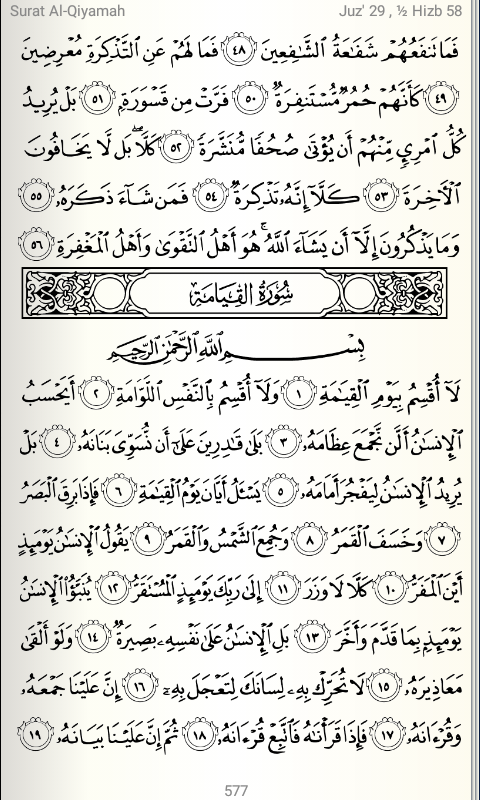 Surat Al-Qiyamah Juz' 29 , ½ Hizb 58
فَمَا تَنفَعُهُمْ شَفَٰعَةُ ٱلشَّٰفِعِينَ ٤٨ فَمَا لَهُمْ عَنِ ٱلتَّذْكِرَةِ مُعْرِضِينَ
٤٩ كَأَنَّهُمْ حُمُرٌ مُّسْتَنفِرَةٌ ٥٠ فَرَّتْ مِن قَسْوَرَةٍۭ ٥١ بَلْ يُرِيدُ
كُلُّ ٱمْرِئٍ مِّنْهُمْ أَن يُؤْتَىٰ صُحُفًا مُّنَشَّرَةً ٥٢ كَلَّا ۖ بَل لَّا يَخَافُونَ
ٱلْءَاخِرَةَ ٥٣ كَلَّآ إِنَّهُۥ تَذْكِرَةٌ ٥٤ فَمَن شَآءَ ذَكَرَهُۥ ٥٥
وَمَا يَذْكُرُونَ إِلَّآ أَن يَشَآءَ ٱللَّهُ ۚ هُوَ أَهْلُ ٱلتَّقْوَىٰ وَأَهْلُ ٱلْمَغْفِرَةِ ٥٦
سُورَةُ القِيَامَةِ
بِسْمِ ٱللَّهِ ٱلرَّحْمَٰنِ ٱلرَّحِيمِ
لَآ أُقْسِمُ بِيَوْمِ ٱلْقِيَٰمَةِ ١ وَلَآ أُقْسِمُ بِٱلنَّفْسِ ٱللَّوَّامَةِ ٢ أَيَحْسَبُ
ٱلْإِنسَٰنُ أَلَّن نَّجْمَعَ عِظَامَهُۥ ٣ بَلَىٰ قَٰدِرِينَ عَلَىٰٓ أَن نُّسَوِّىَ بَنَانَهُۥ ٤ بَلْ
يُرِيدُ ٱلْإِنسَٰنُ لِيَفْجُرَ أَمَامَهُۥ ٥ يَسْـَٔلُ أَيَّانَ يَوْمُ ٱلْقِيَٰمَةِ ٦ فَإِذَا بَرِقَ ٱلْبَصَرُ
٧ وَخَسَفَ ٱلْقَمَرُ ٨ وَجُمِعَ ٱلشَّمْسُ وَٱلْقَمَرُ ٩ يَقُولُ ٱلْإِنسَٰنُ يَوْمَئِذٍ
أَيْنَ ٱلْمَفَرُّ ١٠ كَلَّا لَا وَزَرَ ١١ إِلَىٰ رَبِّكَ يَوْمَئِذٍ ٱلْمُسْتَقَرُّ ١٢ يُنَبَّؤُا۟ ٱلْإِنسَٰنُ
يَوْمَئِذٍۭ بِمَا قَدَّمَ وَأَخَّرَ ١٣ بَلِ ٱلْإِنسَٰنُ عَلَىٰ نَفْسِهِۦ بَصِيرَةٌ ١٤ وَلَوْ أَلْقَىٰ
مَعَاذِيرَهُۥ ١٥ لَا تُحَرِّكْ بِهِۦ لِسَانَكَ لِتَعْجَلَ بِهِۦٓ ١٦ إِنَّ عَلَيْنَا جَمْعَهُۥ
وَقُرْءَانَهُۥ ١٧ فَإِذَا قَرَأْنَٰهُ فَٱتَّبِعْ قُرْءَانَهُۥ ١٨ ثُمَّ إِنَّ عَلَيْنَا بَيَانَهُۥ ١٩
577